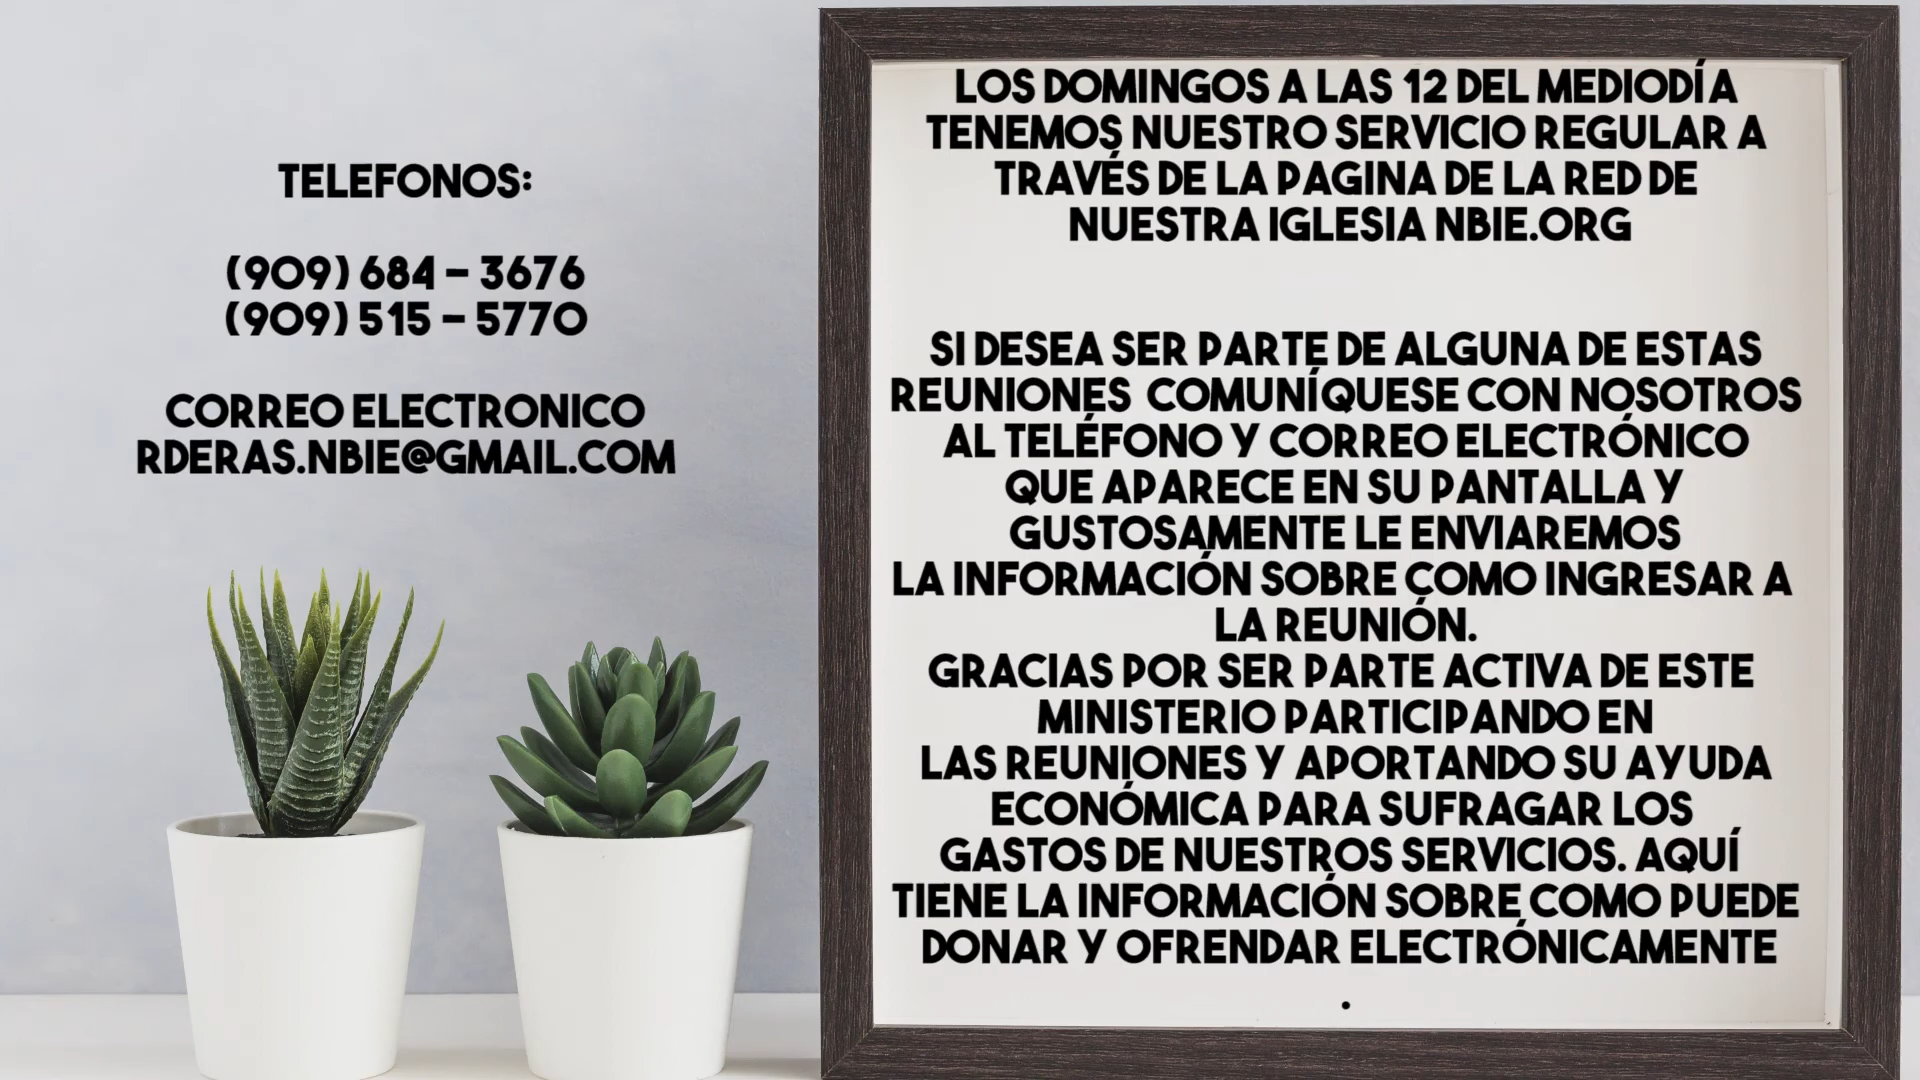 TELEFONOS:
(909) 684 - 3676
(909) 515 - 5770
CORREO ELECTRONICO
RDERAS.NBIE@GMAIL.COM
LOS DOMINGOS A LAS 12 DEL MEDIODÍA
TENEMOS NUESTRO SERVICIO REGULAR A
TRAVÉS DE LA PAGINA DE LA RED DE
NUESTRA IGLESIA NBIE.ORG
SI DESEA SER PARTE DE ALGUNA DE ESTAS
REUNIONES COMUNÍQUESE CON NOSOTROS
AL TELÉFONO Y CORREO ELECTRÓNICO
QUE APARECE EN SU PANTALLA Y
GUSTOSAMENTE LE ENVIAREMOS
LA INFORMACIÓN SOBRE COMO INGRESAR A
LA REUNIÓN.
GRACIAS POR SER PARTE ACTIVA DE ESTE
MINISTERIO PARTICIPANDO EN
LAS REUNIONES Y APORTANDO SU AYUDA
ECONÓMICA PARA SUFRAGAR LOS
GASTOS DE NUESTROS SERVICIOS. AQUÍ
TIENE LA INFORMACIÓN SOBRE COMO PUEDE
DONAR Y OFRENDAR ELECTRÓNICAMENTE
.